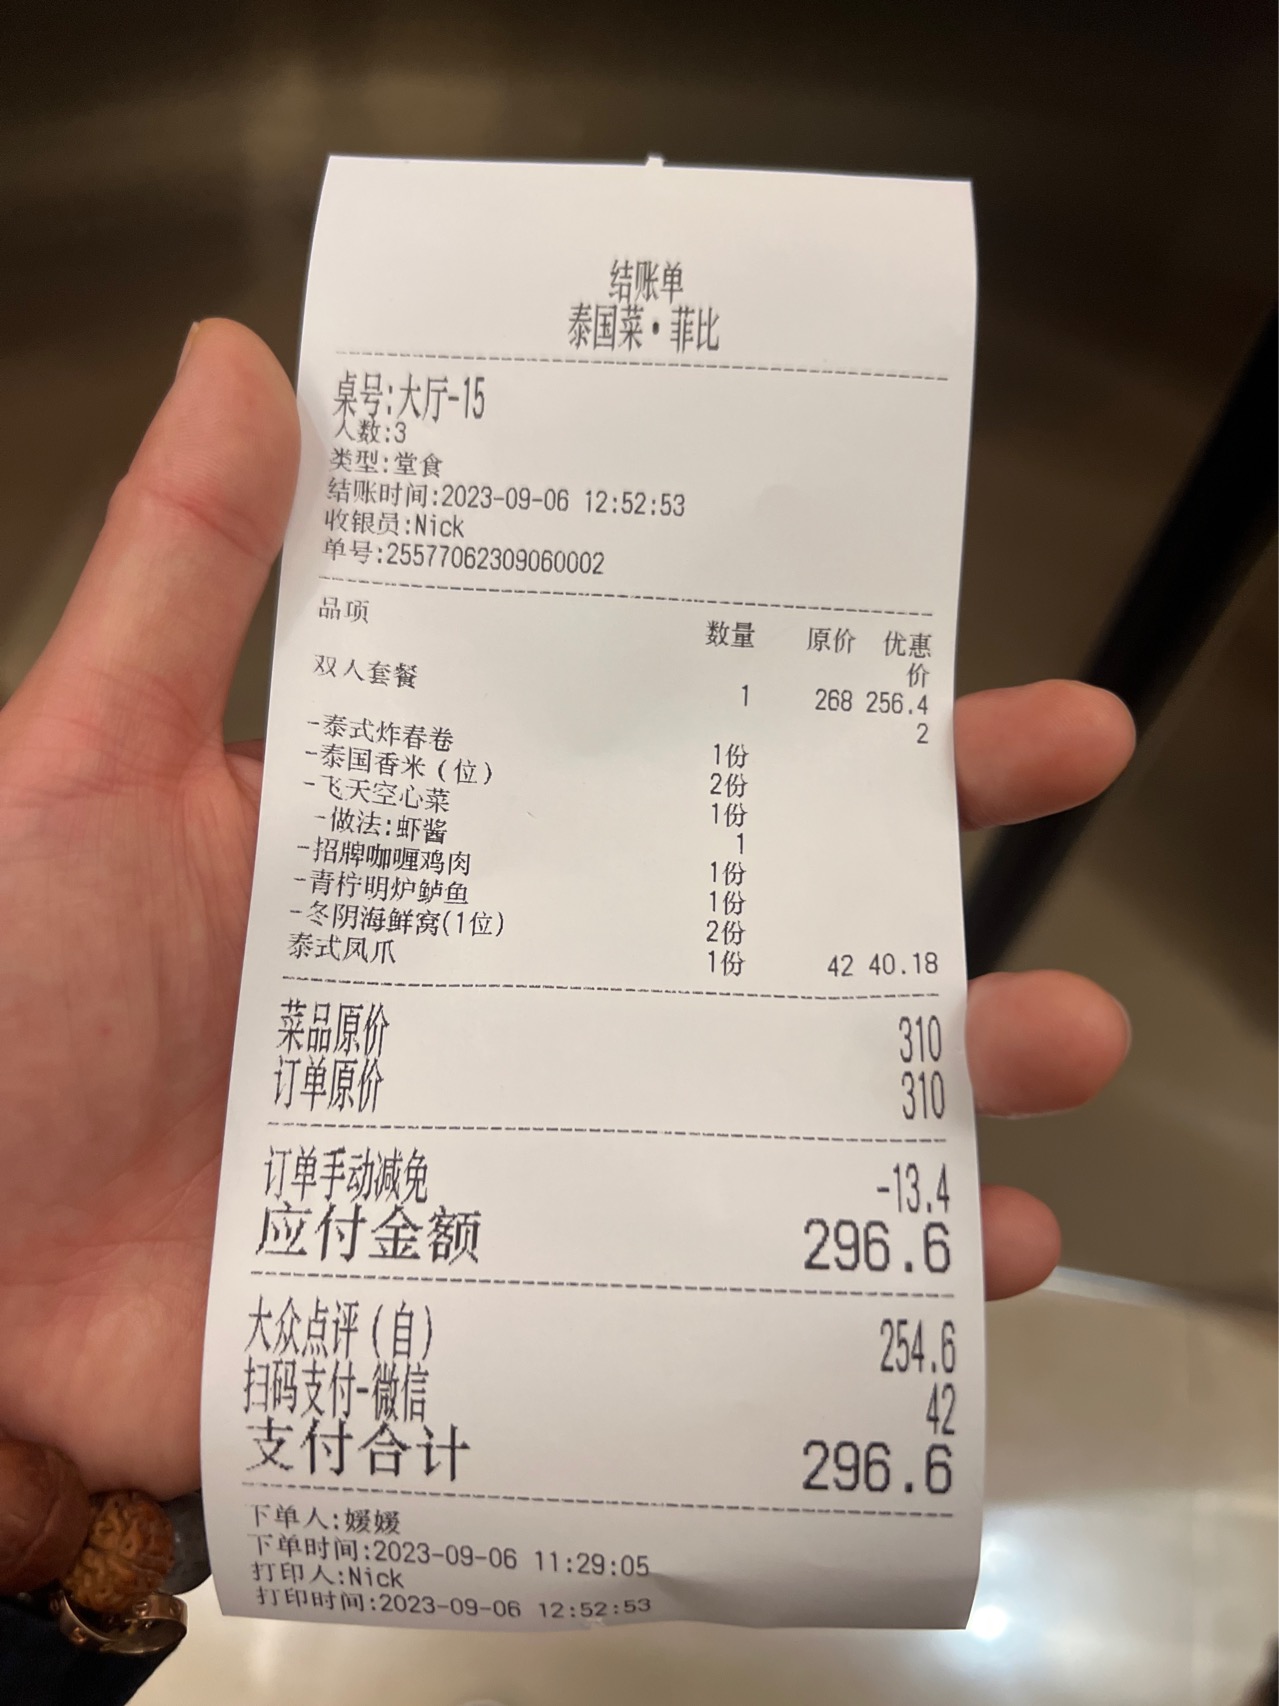 结账单
泰国菜·菲比
桌号:大厅-15
人数:3
类型:堂食
结账时间:2023-09-06 12:52:53
收银员:Nick
单号:25577062309060002
品项 数量 原价 优惠价
双人套餐 1 268 256.42
-泰式炸春卷 1份
-泰国香米(位) 2份
-飞天空心菜 1份
-做法:虾酱 1
-招牌咖喱鸡肉 1份
-青柠明炉鲈鱼 1份
-冬阴海鲜窝(1位) 2份
泰式凤爪 1份 42 40.18
菜品原价 310
订单原价 310
订单手动减免 -13.4
应付金额 296.6
大众点评(自) 254.6
扫码支付-微信 42
支付合计 296.6
下单人:媛媛
下单时间:2023-09-06 11:29:05
打印人:Nick
打印时间:2023-09-06 12:52:53